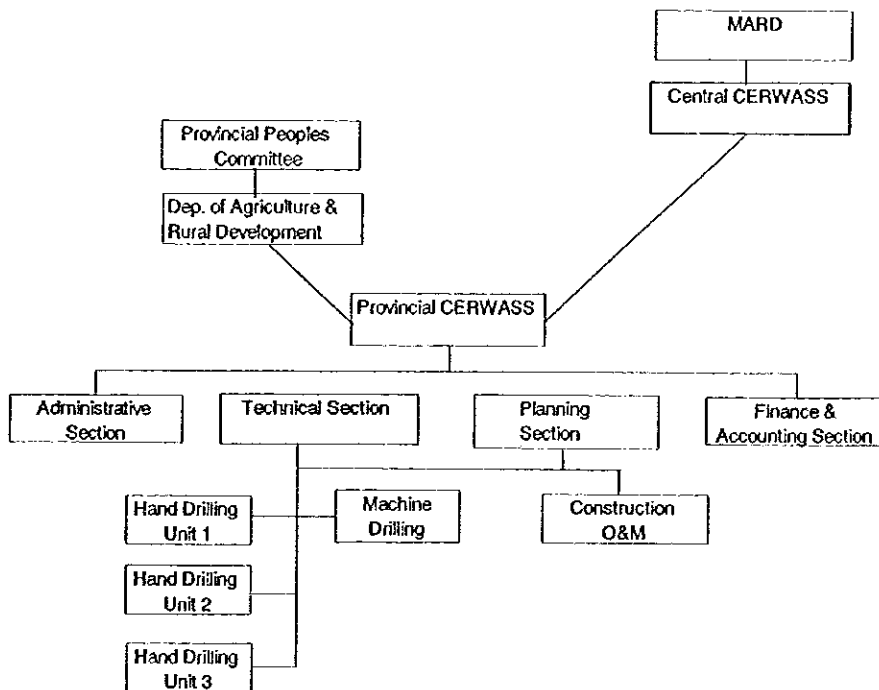 MARD
Central CERWASS
Provincial Peoples
Committee
Dep. of Agriculture &
Rural Development
Provincial CERWASS
Administrative
Section
Technical Section
Planning
Section
Finance &
Accounting Section
Hand Drilling
Unit 1
Machine
Drilling
Construction
O&M
Hand Drilling
Unit 2
Hand Drilling
Unit 3